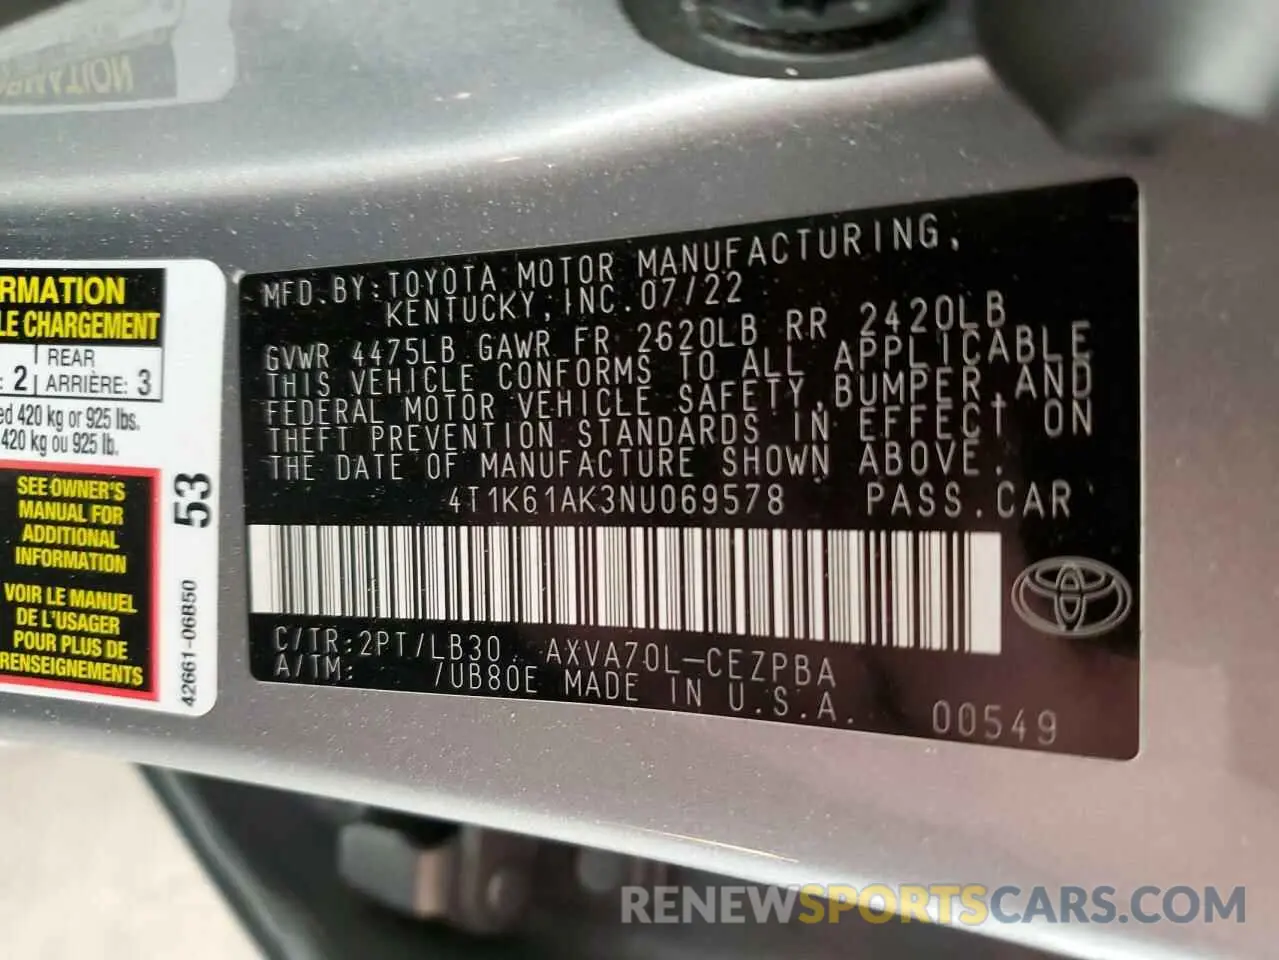 RMATION
LE CHARGEMENT
: 2 REAR ARRIÈRE: 3
ed 420 kg or 925 lbs.
420 kg ou 925 lb.
SEE OWNER'S
MANUAL FOR
ADDITIONAL
INFORMATION
VOIR LE MANUEL
DE L'USAGER
POUR PLUS DE
RENSEIGNEMENTS
53
42661-06B50
MFD.BY:TOYOTA MOTOR MANUFACTURING,
KENTUCKY,INC.07/22
GVWR 4475LB GAWR FR 2620LB RR 2420LB
THIS VEHICLE CONFORMS TO ALL APPLICABLE
FEDERAL MOTOR VEHICLE SAFETY,BUMPER,AND
THEFT PREVENTION STANDARDS IN EFFECT ON
THE DATE OF MANUFACTURE SHOWN ABOVE.
4T1K61AK3NU069578 PASS.CAR
C/TR:2PT/LB30 AXVA70L-CEZPBA
A/TM: /UB80E MADE IN U.S.A.
00549
RENEWSPORTSCARS.COM